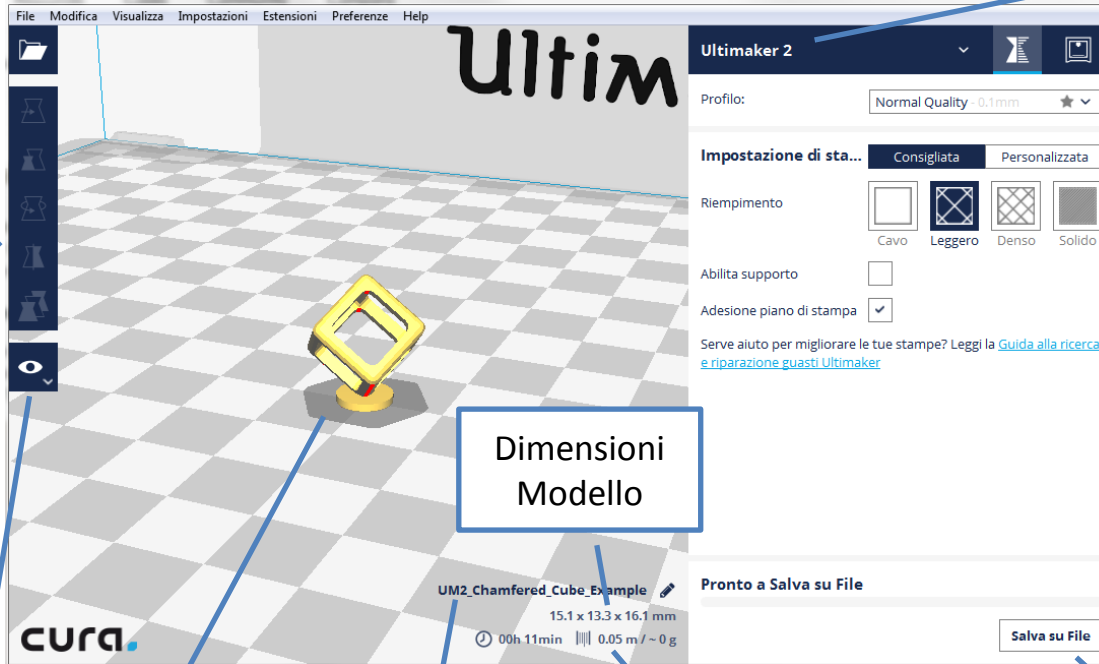 File Modifica Visualizza Impostazioni Estensioni Preferenze Help
Ultim
Ultimaker 2
Profilo:
Normal Quality - 0.1mm
Impostazione di sta...
Consigliata
Personalizzata
Riempimento
Cavo
Leggero
Denso
Solido
Abilita supporto
Adesione piano di stampa
Serve aiuto per migliorare le tue stampe? Leggi la Guida alla ricerca
e riparazione guasti Ultimaker
Dimensioni
Modello
UM2_Chamfered_Cube_Example
15.1 x 13.3 x 16.1 mm
00h 11min 0.05 m / ~ 0 g
cura.
Pronto a Salva su File
Salva su File